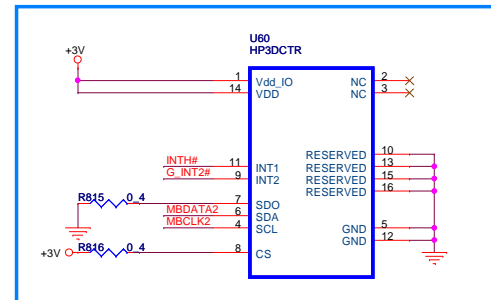 U60
HP3DCTR
+3V
1 Vdd_IO NC 2
14 VDD NC 3
RESERVED 10
INTH# 11 INT1 RESERVED 13
G_INT2# 9 INT2 RESERVED 15
RESERVED 16
R815 0_4 7 SDO
MBDATA2 6 SDA GND 5
MBCLK2 4 SCL GND 12
+3V R816 0_4 8 CS